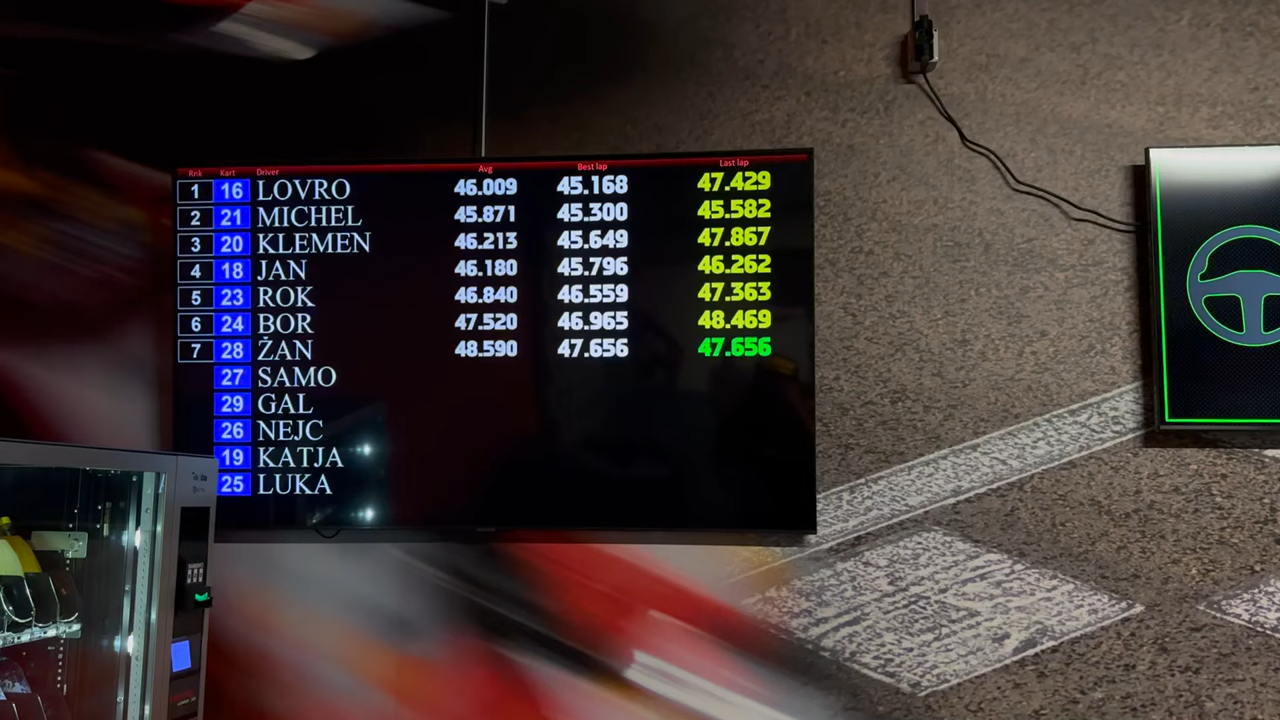 Rnk Kart Driver Avg Best lap Last lap
1 16 LOVRO 46.009 45.168 47.429
2 21 MICHEL 45.871 45.300 45.582
3 20 KLEMEN 46.213 45.649 47.867
4 18 JAN 46.180 45.796 46.262
5 23 ROK 46.840 46.559 47.363
6 24 BOR 47.520 46.965 48.469
7 28 ŽAN 48.590 47.656 47.656
27 SAMO
29 GAL
26 NEJC
19 KATJA
25 LUKA